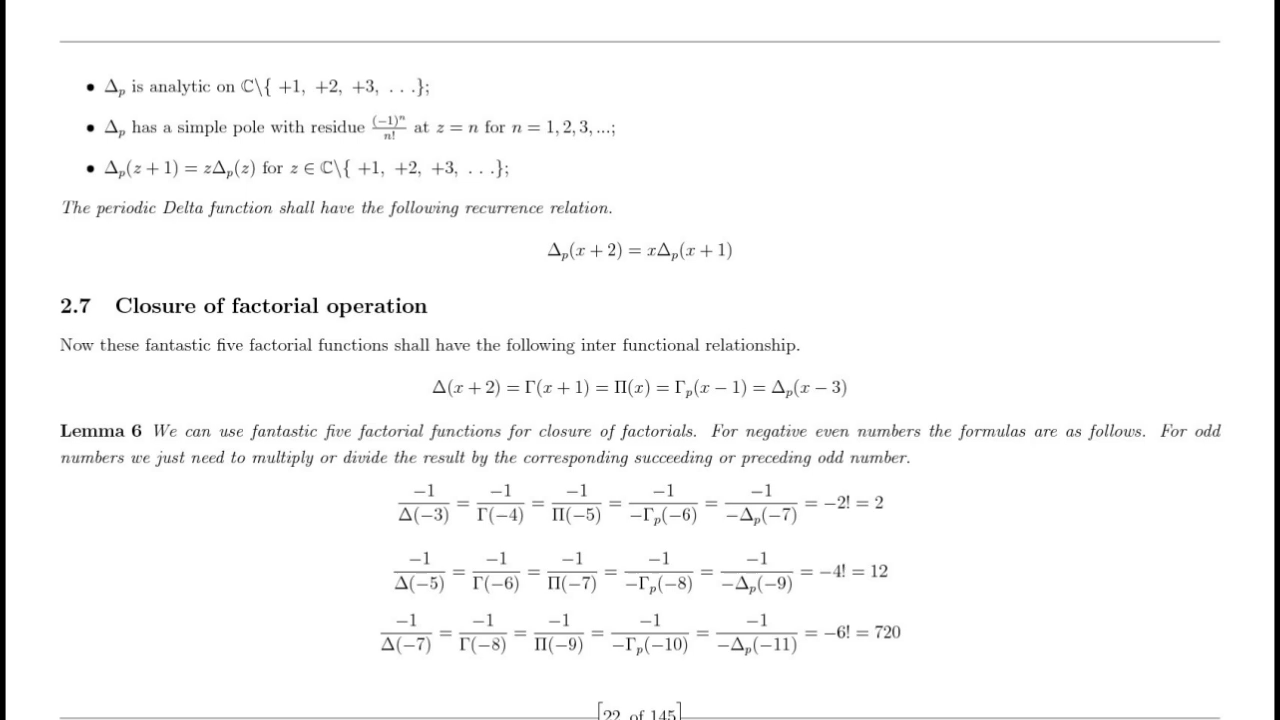 • Δₚ is analytic on ℂ\{ +1, +2, +3, . . .};
• Δₚ has a simple pole with residue (−1)ⁿ/n! at z = n for n = 1, 2, 3, ...;
• Δₚ(z + 1) = zΔₚ(z) for z ∈ ℂ\{ +1, +2, +3, . . .};
The periodic Delta function shall have the following recurrence relation.
Δₚ(x + 2) = xΔₚ(x + 1)
2.7 Closure of factorial operation
Now these fantastic five factorial functions shall have the following inter functional relationship.
Δ(x + 2) = Γ(x + 1) = Π(x) = Γₚ(x − 1) = Δₚ(x − 3)
Lemma 6 We can use fantastic five factorial functions for closure of factorials. For negative even numbers the formulas are as follows. For odd
numbers we just need to multiply or divide the result by the corresponding succeeding or preceding odd number.
−1/Δ(−3) = −1/Γ(−4) = −1/Π(−5) = −1/−Γₚ(−6) = −1/−Δₚ(−7) = −2! = 2
−1/Δ(−5) = −1/Γ(−6) = −1/Π(−7) = −1/−Γₚ(−8) = −1/−Δₚ(−9) = −4! = 12
−1/Δ(−7) = −1/Γ(−8) = −1/Π(−9) = −1/−Γₚ(−10) = −1/−Δₚ(−11) = −6! = 720
⌈22 of 145⌉